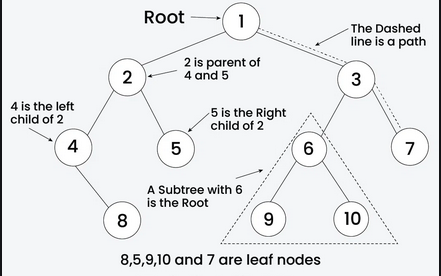 Root
1
The Dashed
line is a path
2
2 is parent of
4 and 5
3
4 is the left
child of 2
5 is the Right
child of 2
4
5
6
7
A Subtree with 6
is the Root
8
9
10
8,5,9,10 and 7 are leaf nodes